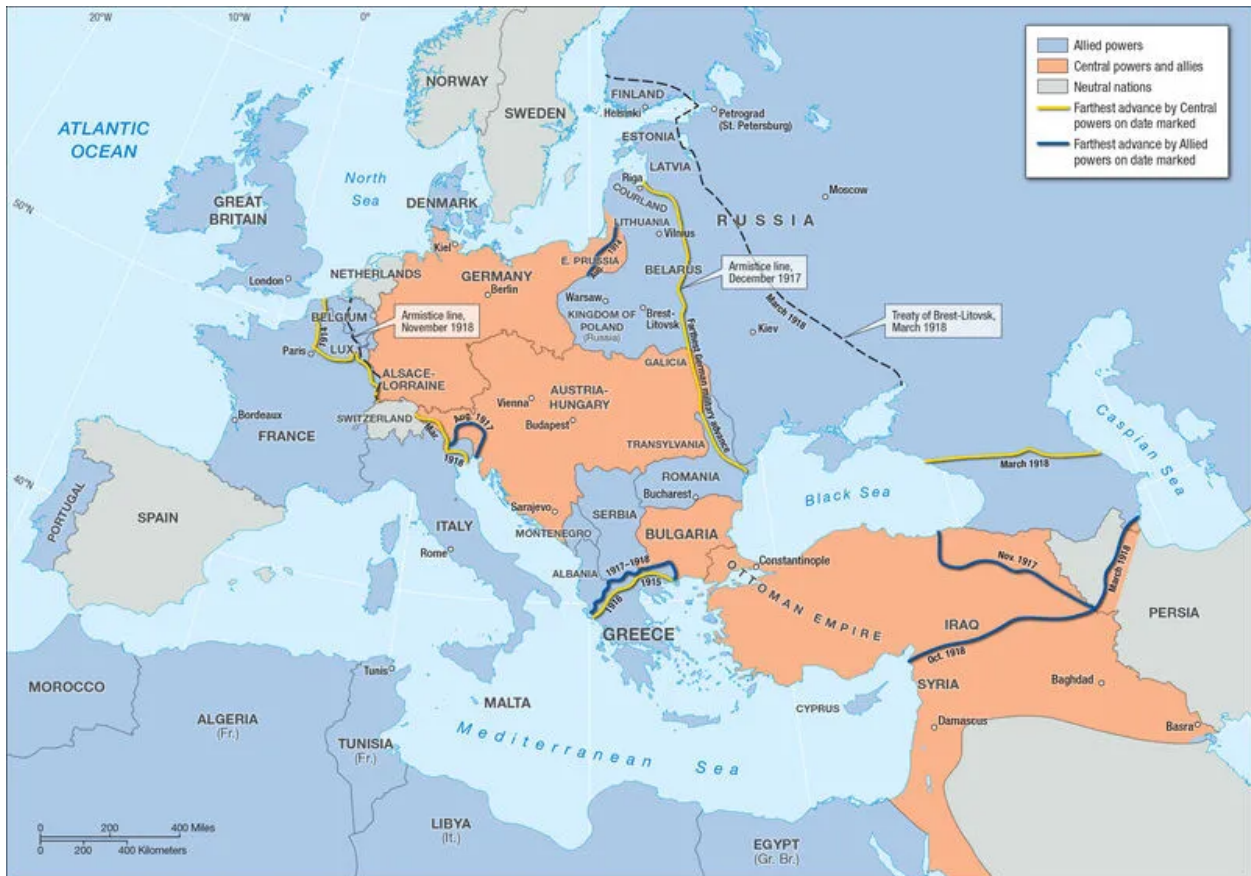 20°W
10°W
0°
Allied powers
Central powers and allies
Neutral nations
Farthest advance by Central
powers on date marked
Farthest advance by Allied
powers on date marked
NORWAY
SWEDEN
FINLAND
Helsinki
Petrograd
(St. Petersburg)
ESTONIA
ATLANTIC
OCEAN
LATVIA
Riga
Moscow
North
Sea
COURLAND
RUSSIA
50°N
GREAT
BRITAIN
DENMARK
LITHUANIA
Vilnius
Kiel
E. PRUSSIA
1914
BELARUS
Armistice line,
December 1917
London
NETHERLANDS
GERMANY
Berlin
Warsaw
KINGDOM OF
POLAND
(Russia)
Brest-
Litovsk
March 1918
Treaty of Brest-Litovsk,
March 1918
BELGIUM
1914
Armistice line,
November 1918
Kiev
Farthest German military advance
Paris
LUX.
GALICIA
ALSACE-
LORRAINE
AUSTRIA-
HUNGARY
Vienna
Budapest
Bordeaux
FRANCE
SWITZERLAND
Aug. 1917
Mar.
1918
TRANSYLVANIA
Caspian Sea
March 1918
40°N
ROMANIA
Bucharest
Black Sea
PORTUGAL
SPAIN
ITALY
Rome
Sarajevo
SERBIA
MONTENEGRO
BULGARIA
ALBANIA
1917–1918
1915
1916
Constantinople
OTTOMAN EMPIRE
Nov. 1917
March 1918
PERSIA
GREECE
IRAQ
Oct. 1918
SYRIA
Baghdad
Tunis
MOROCCO
ALGERIA
(Fr.)
TUNISIA
(Fr.)
MALTA
CYPRUS
Damascus
Basra
Mediterranean Sea
0 200 400 Miles
0 200 400 Kilometers
LIBYA
(It.)
EGYPT
(Gr. Br.)